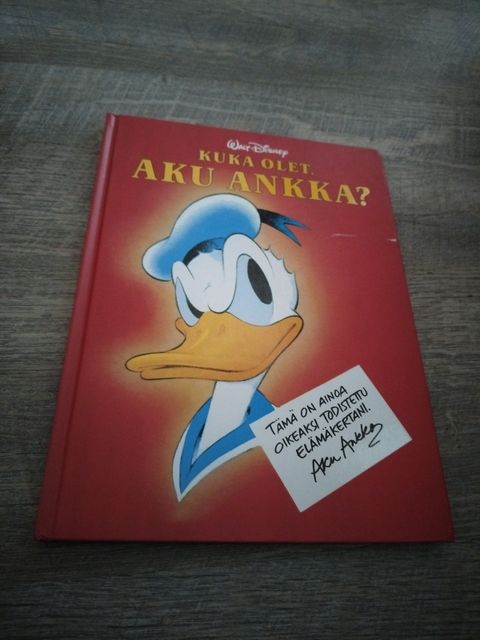 WALT DISNEY
KUKA OLET,
AKU ANKKA?
TÄMÄ ON AINOA
OIKEAKSI TODISTETTU
ELÄMÄKERTANI.
Aku Ankka